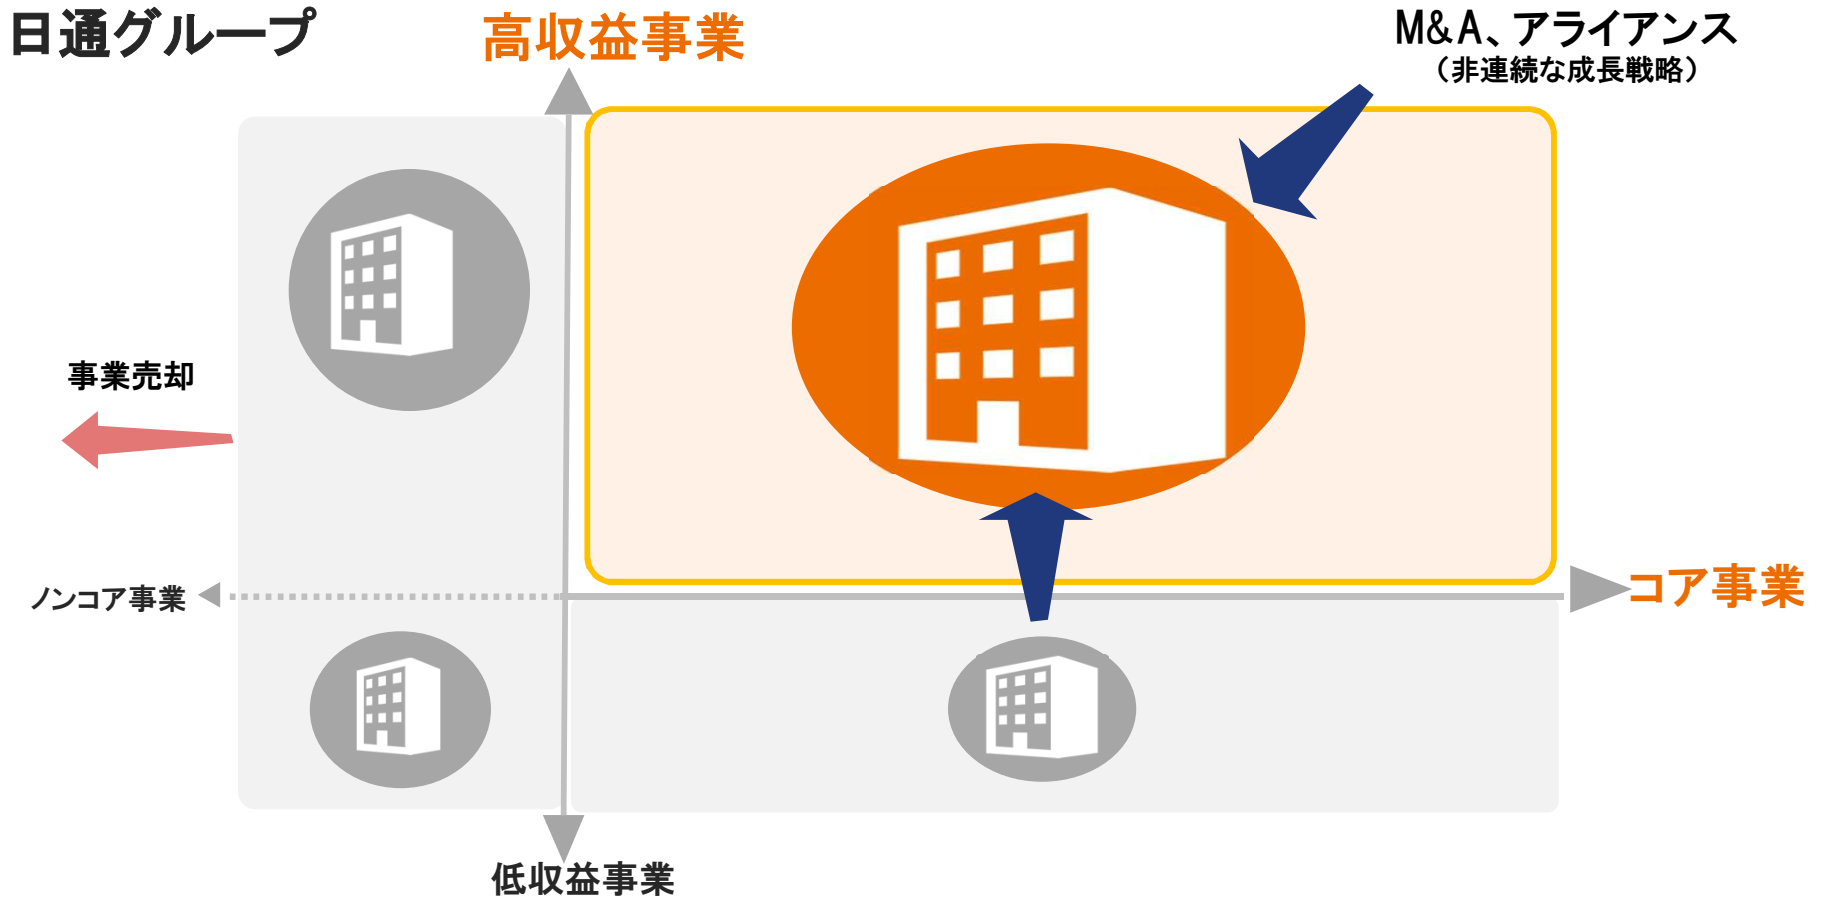 日通グループ
高収益事業
M&A、アライアンス
（非連続な成長戦略）
事業売却
ノンコア事業
コア事業
低収益事業